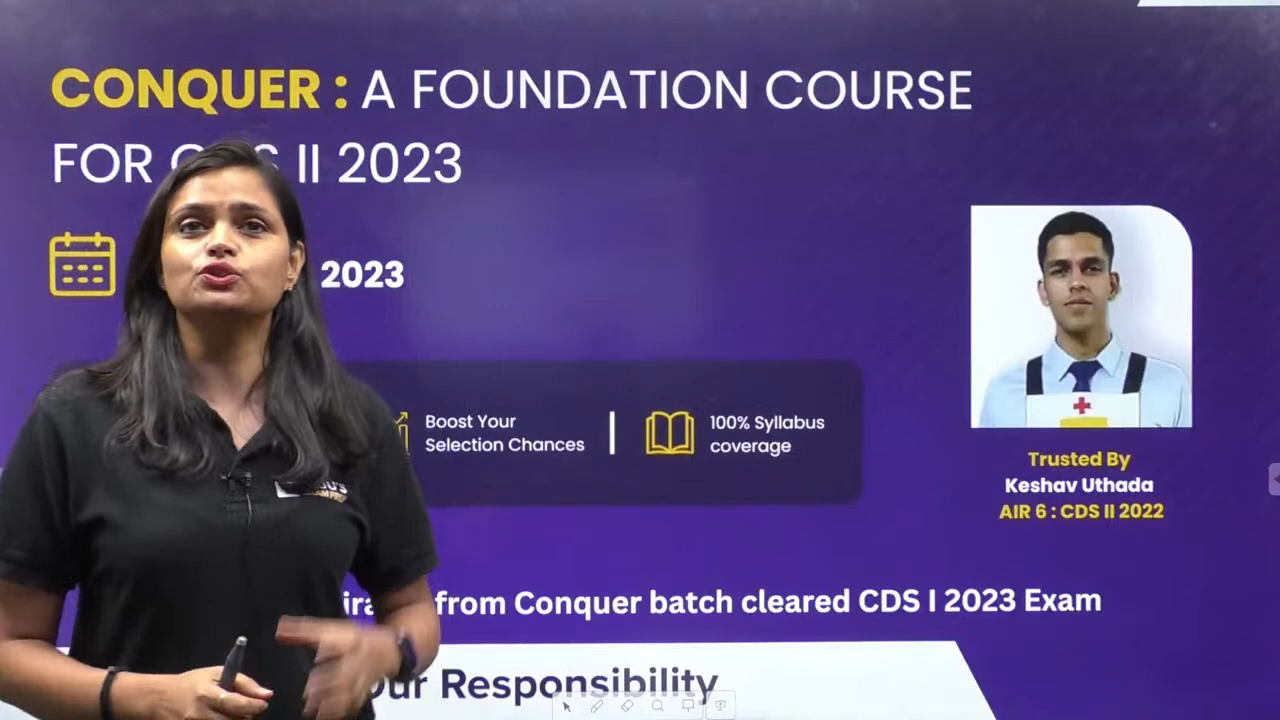 CONQUER : A FOUNDATION COURSE
FOR II 2023
2023
Boost Your
Selection Chances
100% Syllabus
coverage
Trusted By
Keshav Uthada
AIR 6 : CDS II 2022
from Conquer batch cleared CDS I 2023 Exam
Our Responsibility